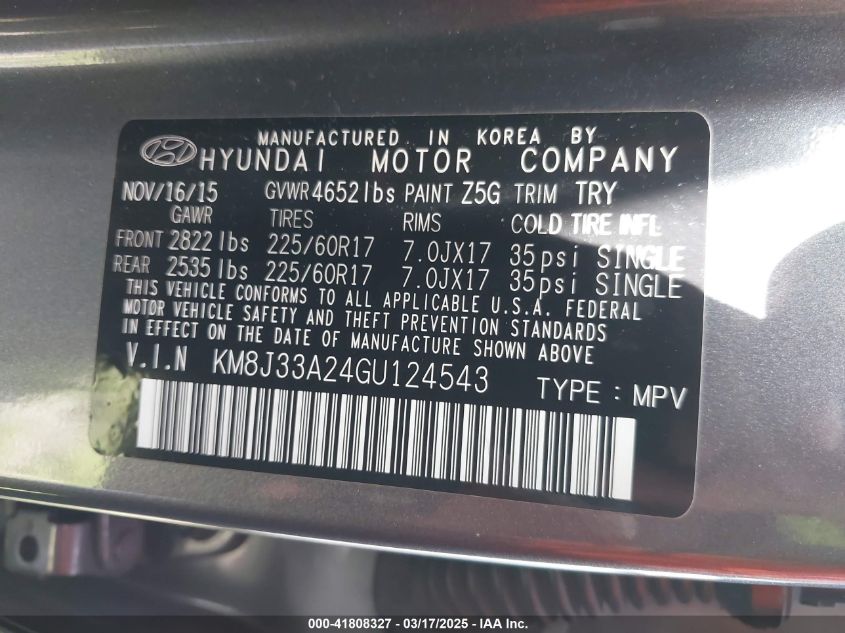 MANUFACTURED IN KOREA BY
HYUNDAI MOTOR COMPANY
NOV/16/15 GVWR 4652lbs PAINT Z5G TRIM TRY
GAWR TIRES RIMS COLD TIRE INFL
FRONT 2822 lbs 225/60R17 7.0JX17 35psi SINGLE
REAR 2535 lbs 225/60R17 7.0JX17 35psi SINGLE
THIS VEHICLE CONFORMS TO ALL APPLICABLE U.S.A. FEDERAL
MOTOR VEHICLE SAFETY AND THEFT PREVENTION STANDARDS
IN EFFECT ON THE DATE OF MANUFACTURE SHOWN ABOVE
V.I.N KM8J33A24GU124543 TYPE : MPV
000-41808327 - 03/17/2025 - IAA Inc.